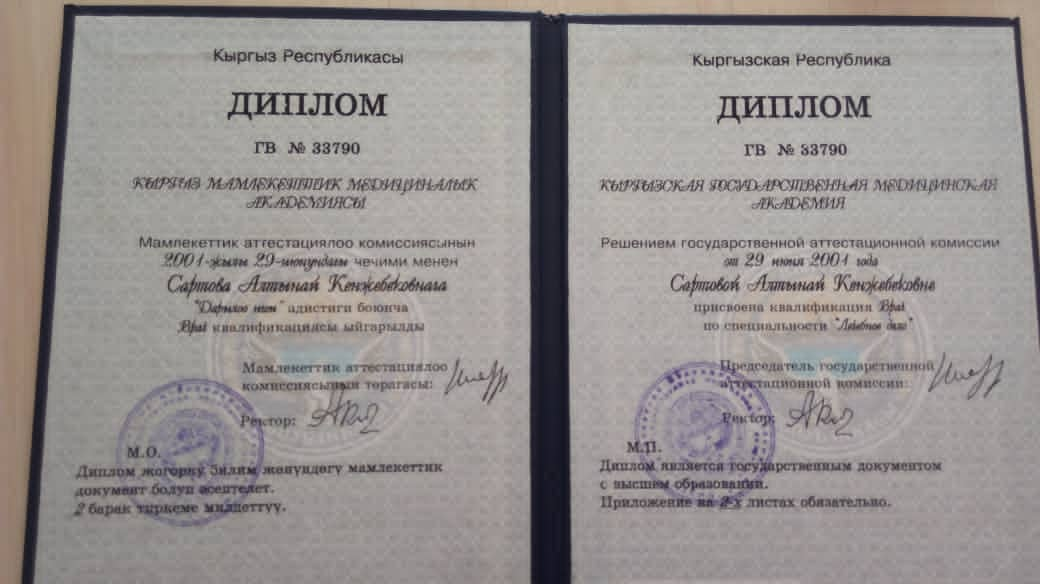 Кыргыз Республикасы
ДИПЛОМ
ГВ № 33790
КЫРГЫЗ МАМЛЕКЕТТИК МЕДИЦИНАЛЫК
АКАДЕМИЯСЫ
Мамлекеттик аттестациялоо комиссиясынын
2001-жылы 29-июнундагы чечими менен
Сартова Алтынай Кенжебековнага
"Дарылоо иши" адистиги боюнча
Врач квалификациясы ыйгарылды
Мамлекеттик аттестациялоо
комиссиясынын төрагасы:
Ректор:
М.О.
Диплом жогорку билим жөнүндөгү мамлекеттик
документ болуп эсептелет.
2 барак тиркеме милдеттүү.
Кыргызская Республика
ДИПЛОМ
ГВ № 33790
КЫРГЫЗСКАЯ ГОСУДАРСТВЕННАЯ МЕДИЦИНСКАЯ
АКАДЕМИЯ
Решением государственной аттестационной комиссии
от 29 июня 2001 года
Сартовой Алтынай Кенжебековне
присвоена квалификация Врач
по специальности "Лечебное дело"
Председатель государственной
аттестационной комиссии:
Ректор:
М.П.
Диплом является государственным документом
с высшем образовании.
Приложение на 2-х листах обязательно.